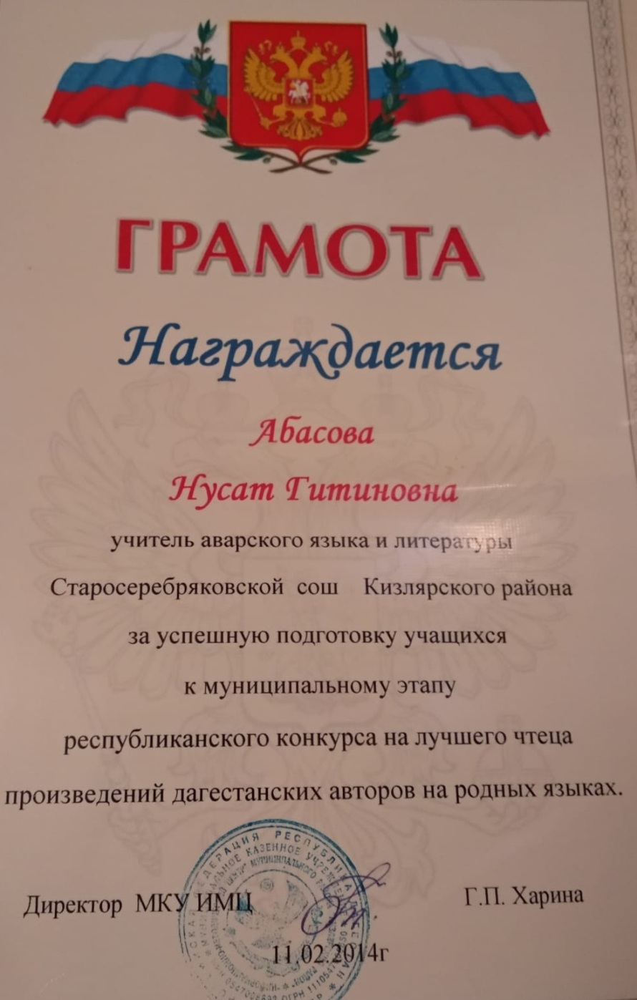 ГРАМОТА
Награждается
Абасова
Нусат Гитиновна
учитель аварского языка и литературы
Старосеребряковской сош Кизлярского района
за успешную подготовку учащихся
к муниципальному этапу
республиканского конкурса на лучшего чтеца
произведений дагестанских авторов на родных языках.
Директор МКУ ИМЦ Г.П. Харина
11.02.2014г